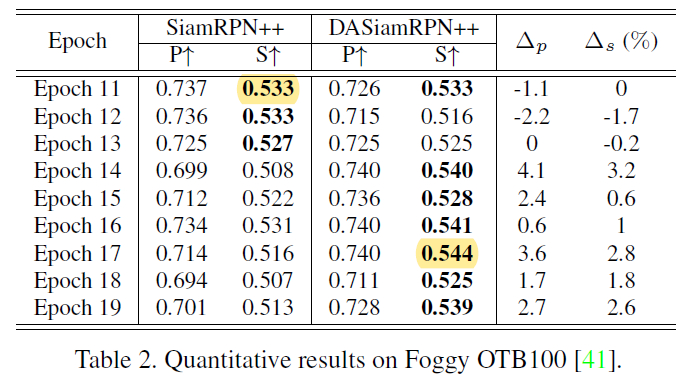 Epoch SiamRPN++ DASiamRPN++ Δp Δs (%)
P↑ S↑ P↑ S↑
Epoch 11 0.737 0.533 0.726 0.533 -1.1 0
Epoch 12 0.736 0.533 0.715 0.516 -2.2 -1.7
Epoch 13 0.725 0.527 0.725 0.525 0 -0.2
Epoch 14 0.699 0.508 0.740 0.540 4.1 3.2
Epoch 15 0.712 0.522 0.736 0.528 2.4 0.6
Epoch 16 0.734 0.531 0.740 0.541 0.6 1
Epoch 17 0.714 0.516 0.740 0.544 3.6 2.8
Epoch 18 0.694 0.507 0.711 0.525 1.7 1.8
Epoch 19 0.701 0.513 0.728 0.539 2.7 2.6
Table 2. Quantitative results on Foggy OTB100 [41].